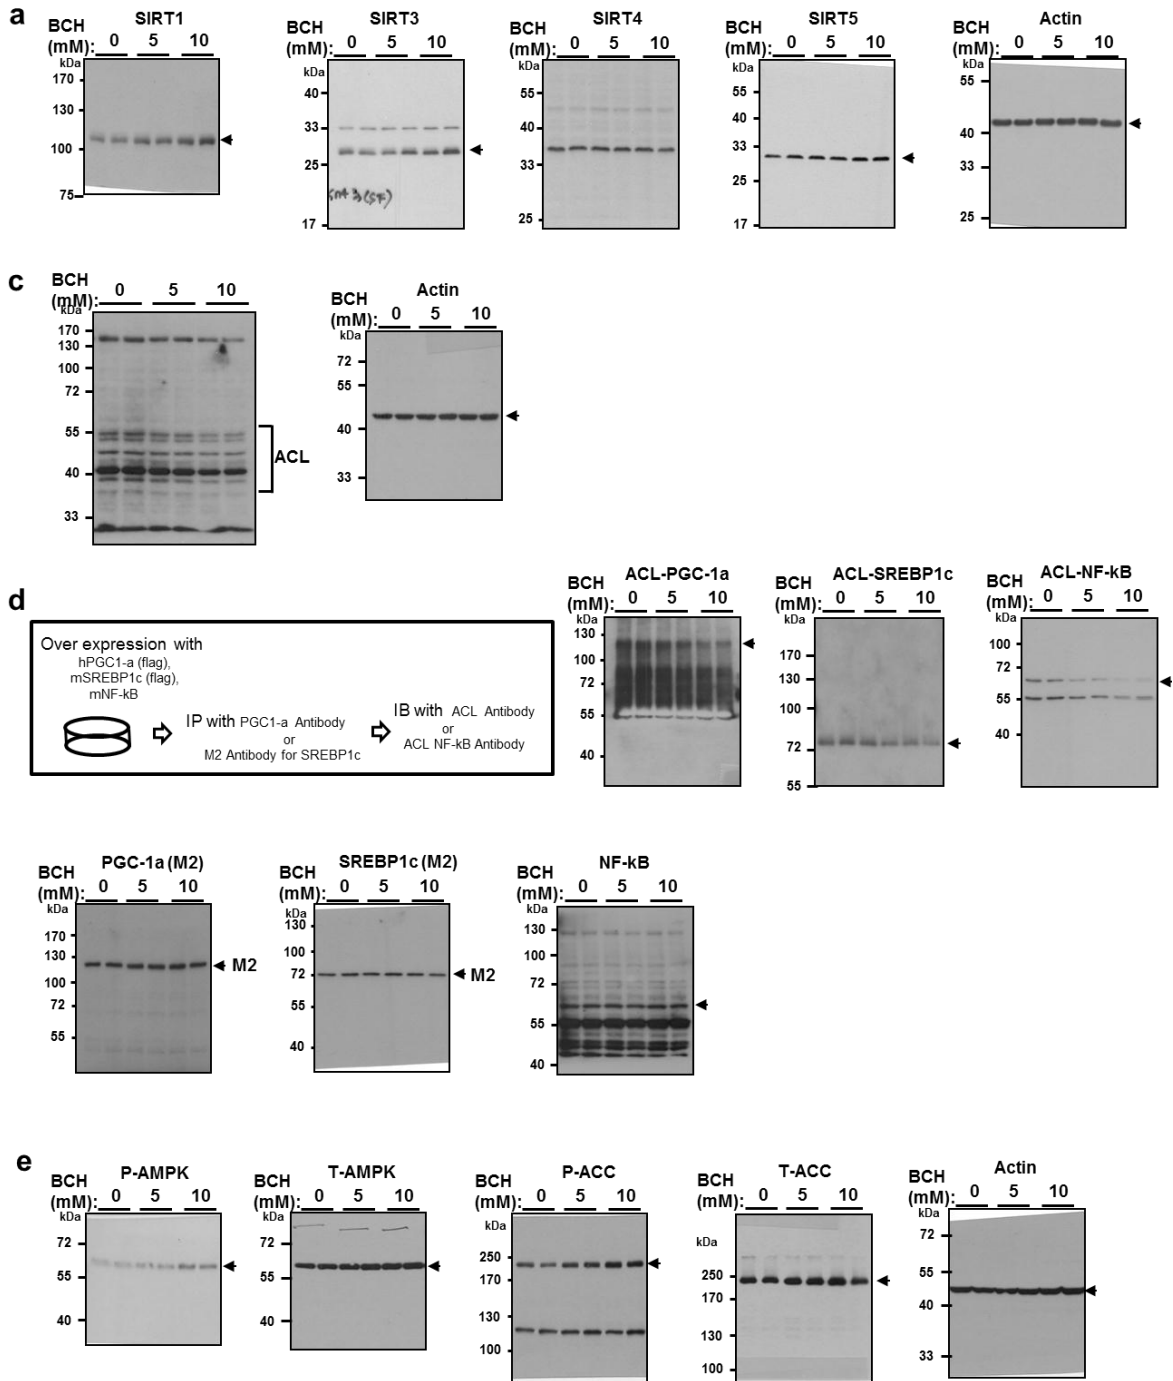 a
SIRT1
BCH
(mM):
0 5 10
kDa
170
130
100
75
SIRT3
BCH
(mM):
0 5 10
kDa
40
33
25
17
SIRT4
BCH
(mM):
0 5 10
kDa
55
40
33
25
SIRT5
BCH
(mM):
0 5 10
kDa
55
40
33
25
17
Actin
BCH
(mM):
0 5 10
kDa
55
40
33
25
c
BCH
(mM):
0 5 10
kDa
170
130
100
72
55
40
33
ACL
Actin
BCH
(mM):
0 5 10
kDa
72
55
40
33
d
Over expression with
hPGC1-a (flag),
mSREBP1c (flag),
mNF-kB
IP with PGC1-a Antibody
or
M2 Antibody for SREBP1c
IB with ACL Antibody
or
ACL NF-kB Antibody
ACL-PGC-1a
BCH
(mM):
0 5 10
kDa
130
100
72
55
40
ACL-SREBP1c
BCH
(mM):
0 5 10
kDa
170
130
100
72
55
ACL-NF-kB
BCH
(mM):
0 5 10
kDa
100
72
55
40
PGC-1a (M2)
BCH
(mM):
0 5 10
kDa
170
130
100
72
55
M2
SREBP1c (M2)
BCH
(mM):
0 5 10
kDa
130
100
72
55
40
M2
NF-kB
BCH
(mM):
0 5 10
kDa
130
100
72
55
40
e
P-AMPK
BCH
(mM):
0 5 10
kDa
72
55
40
T-AMPK
BCH
(mM):
0 5 10
kDa
72
55
40
P-ACC
BCH
(mM):
0 5 10
kDa
250
170
130
100
T-ACC
BCH
(mM):
0 5 10
kDa
250
170
130
100
Actin
BCH
(mM):
0 5 10
kDa
72
55
40
33